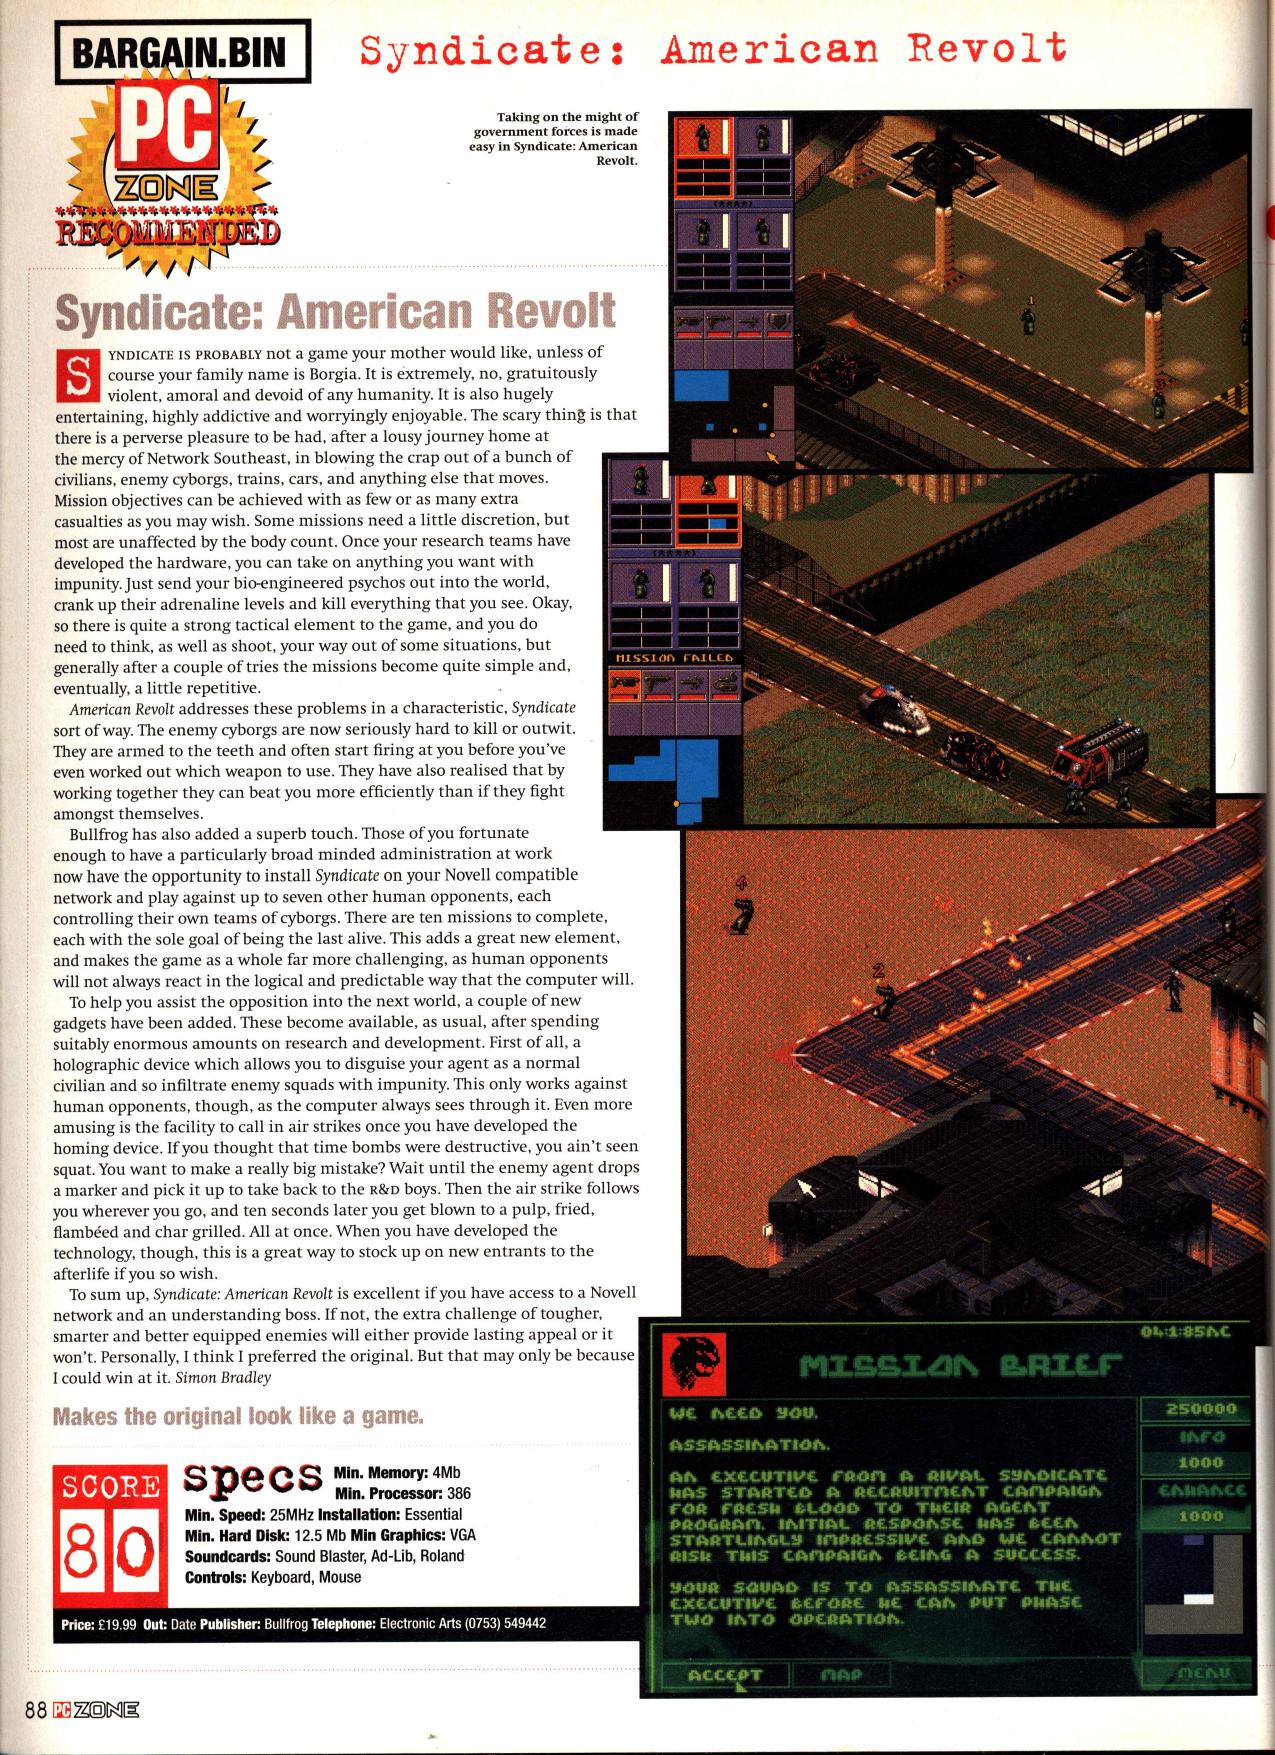 BARGAIN.BIN
Syndicate: American Revolt
PC
ZONE
RECOMMENDED
Taking on the might of
government forces is made
easy in Syndicate: American
Revolt.
Syndicate: American Revolt
SYNDICATE IS PROBABLY not a game your mother would like, unless of
course your family name is Borgia. It is extremely, no, gratuitously
violent, amoral and devoid of any humanity. It is also hugely
entertaining, highly addictive and worryingly enjoyable. The scary thing is that
there is a perverse pleasure to be had, after a lousy journey home at
the mercy of Network Southeast, in blowing the crap out of a bunch of
civilians, enemy cyborgs, trains, cars, and anything else that moves.
Mission objectives can be achieved with as few or as many extra
casualties as you may wish. Some missions need a little discretion, but
most are unaffected by the body count. Once your research teams have
developed the hardware, you can take on anything you want with
impunity. Just send your bio-engineered psychos out into the world,
crank up their adrenaline levels and kill everything that you see. Okay,
so there is quite a strong tactical element to the game, and you do
need to think, as well as shoot, your way out of some situations, but
generally after a couple of tries the missions become quite simple and,
eventually, a little repetitive.
American Revolt addresses these problems in a characteristic, Syndicate
sort of way. The enemy cyborgs are now seriously hard to kill or outwit.
They are armed to the teeth and often start firing at you before you've
even worked out which weapon to use. They have also realised that by
working together they can beat you more efficiently than if they fight
amongst themselves.
Bullfrog has also added a superb touch. Those of you fortunate
enough to have a particularly broad minded administration at work
now have the opportunity to install Syndicate on your Novell compatible
network and play against up to seven other human opponents, each
controlling their own teams of cyborgs. There are ten missions to complete,
each with the sole goal of being the last alive. This adds a great new element,
and makes the game as a whole far more challenging, as human opponents
will not always react in the logical and predictable way that the computer will.
To help you assist the opposition into the next world, a couple of new
gadgets have been added. These become available, as usual, after spending
suitably enormous amounts on research and development. First of all, a
holographic device which allows you to disguise your agent as a normal
civilian and so infiltrate enemy squads with impunity. This only works against
human opponents, though, as the computer always sees through it. Even more
amusing is the facility to call in air strikes once you have developed the
homing device. If you thought that time bombs were destructive, you ain't seen
squat. You want to make a really big mistake? Wait until the enemy agent drops
a marker and pick it up to take back to the R&D boys. Then the air strike follows
you wherever you go, and ten seconds later you get blown to a pulp, fried,
flambéed and char grilled. All at once. When you have developed the
technology, though, this is a great way to stock up on new entrants to the
afterlife if you so wish.
To sum up, Syndicate: American Revolt is excellent if you have access to a Novell
network and an understanding boss. If not, the extra challenge of tougher,
smarter and better equipped enemies will either provide lasting appeal or it
won't. Personally, I think I preferred the original. But that may only be because
I could win at it. Simon Bradley
Makes the original look like a game.
SCORE
80
specs
Min. Memory: 4Mb
Min. Processor: 386
Min. Speed: 25MHz Installation: Essential
Min. Hard Disk: 12.5 Mb Min Graphics: VGA
Soundcards: Sound Blaster, Ad-Lib, Roland
Controls: Keyboard, Mouse
Price: £19.99 Out: Date Publisher: Bullfrog Telephone: Electronic Arts (0753) 549442
MISSION FAILED
1
4
2
04:1:85NC
MISSION BRIEF
WE NEED YOU.
ASSASSINATION.
AN EXECUTIVE FROM A RIVAL SYNDICATE
HAS STARTED A RECRUITMENT CAMPAIGN
FOR FRESH BLOOD TO THEIR AGENT
PROGRAM. INITIAL RESPONSE HAS BEEN
STARTLINGLY IMPRESSIVE AND WE CANNOT
RISK THIS CAMPAIGN BEING A SUCCESS.
YOUR SQUAD IS TO ASSASSINATE THE
EXECUTIVE BEFORE HE CAN PUT PHASE
TWO INTO OPERATION.
250000
INFO
1000
ENHANCE
1000
ACCEPT
MAP
MENU
88 PC ZONE